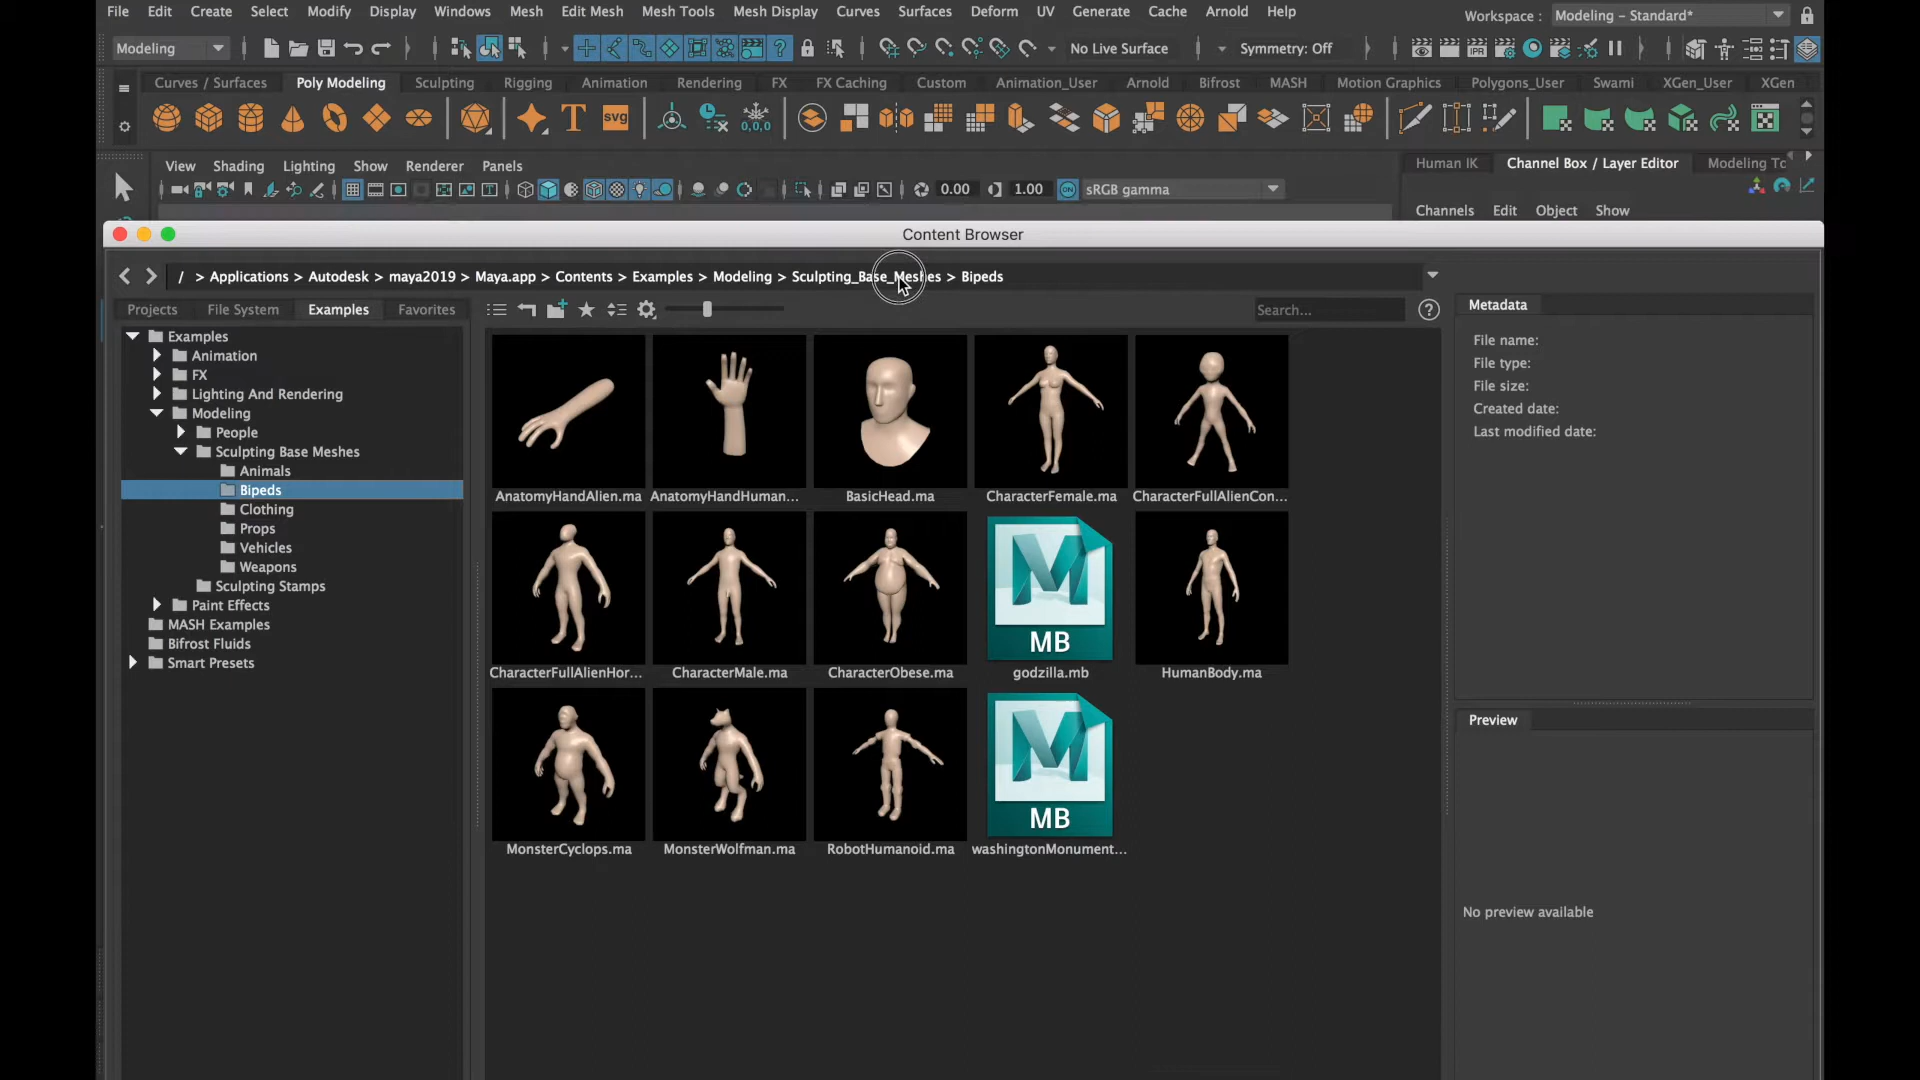 File Edit Create Select Modify Display Windows Mesh Edit Mesh Mesh Tools Mesh Display Curves Surfaces Deform UV Generate Cache Arnold Help
Workspace : Modeling - Standard*
Modeling
IPR
No Live Surface
Symmetry: Off
Curves / Surfaces Poly Modeling Sculpting Rigging Animation Rendering FX FX Caching Custom Animation_User Arnold Bifrost MASH Motion Graphics Polygons_User Swami XGen_User XGen
T svg 0,0,0
View Shading Lighting Show Renderer Panels
Human IK Channel Box / Layer Editor Modeling Tc
0.00 1.00 ON sRGB gamma
Channels Edit Object Show
Content Browser
/ > Applications > Autodesk > maya2019 > Maya.app > Contents > Examples > Modeling > Sculpting_Base_Meshes > Bipeds
Projects File System Examples Favorites
Search... ?
Examples
Animation
FX
Lighting And Rendering
Modeling
People
Sculpting Base Meshes
Animals
Bipeds
Clothing
Props
Vehicles
Weapons
Sculpting Stamps
Paint Effects
MASH Examples
Bifrost Fluids
Smart Presets
AnatomyHandAlien.ma AnatomyHandHuman... BasicHead.ma CharacterFemale.ma CharacterFullAlienCon...
MB
CharacterFullAlienHor... CharacterMale.ma CharacterObese.ma godzilla.mb HumanBody.ma
MB
MonsterCyclops.ma MonsterWolfman.ma RobotHumanoid.ma washingtonMonument...
Metadata
File name:
File type:
File size:
Created date:
Last modified date:
Preview
No preview available